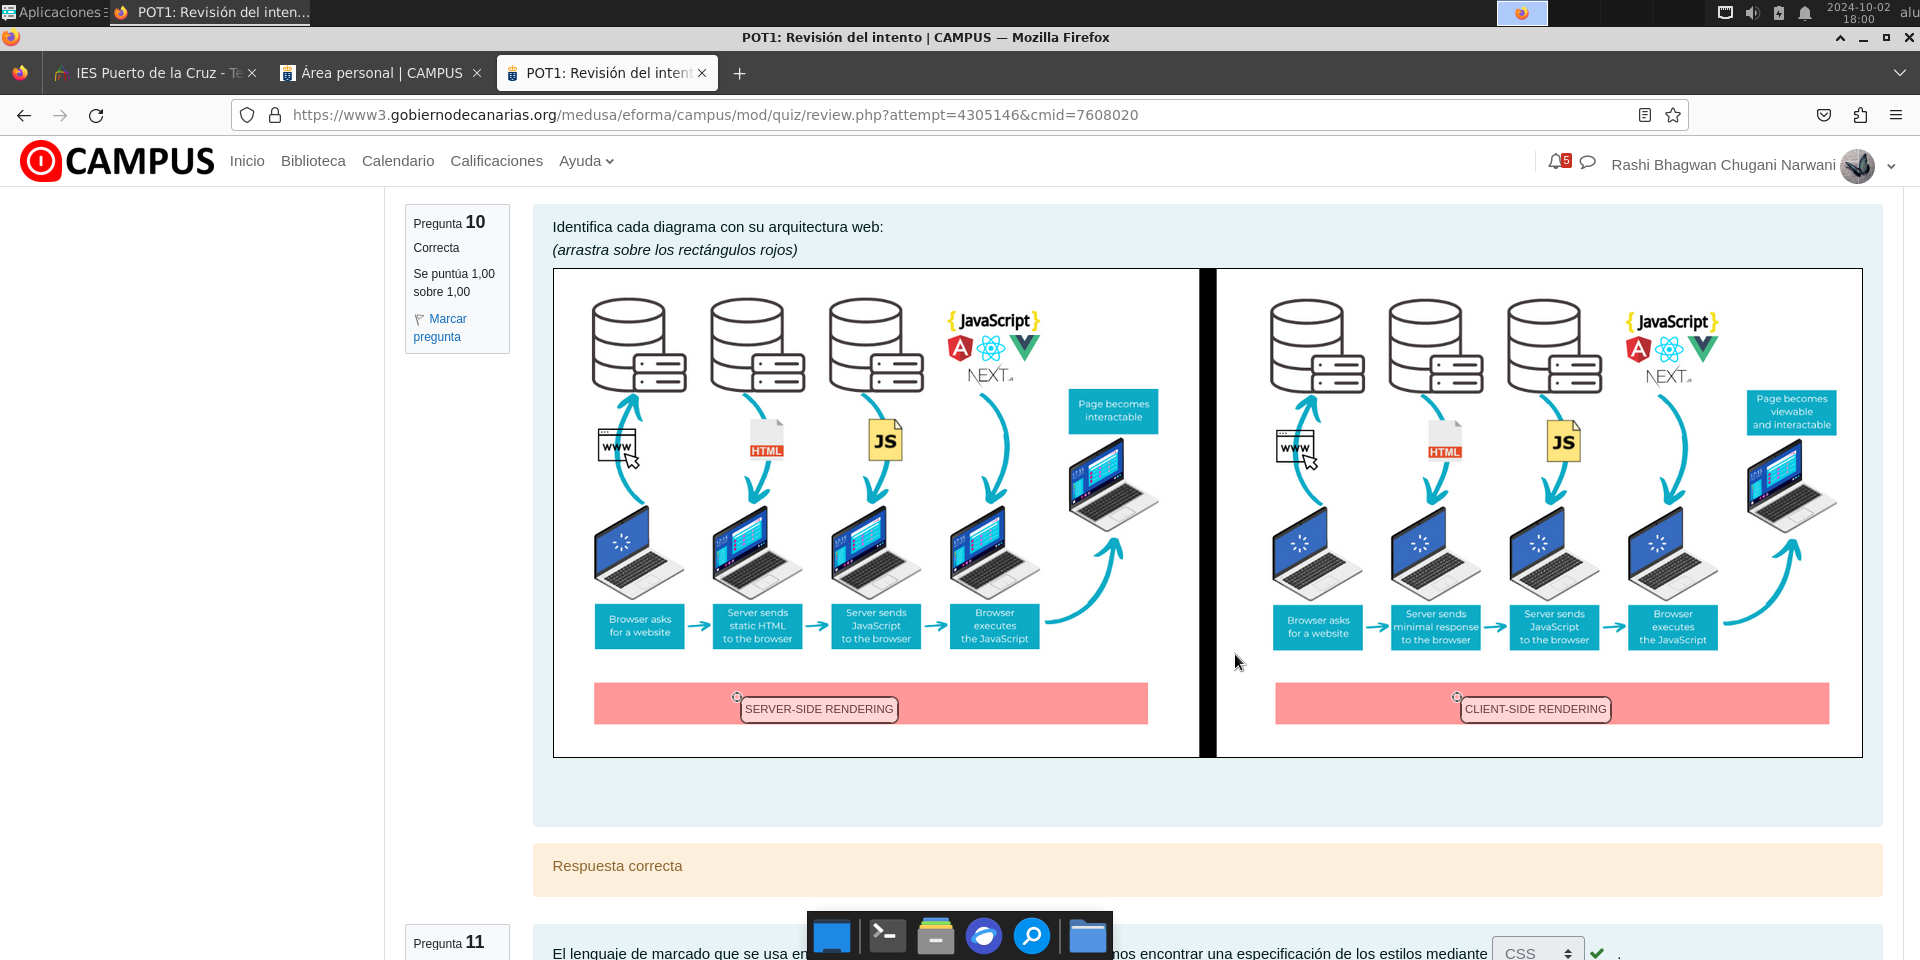 Aplicaciones
POT1: Revisión del inten...
2024-10-02
18:00
alu
POT1: Revisión del intento | CAMPUS — Mozilla Firefox
IES Puerto de la Cruz - Te
Área personal | CAMPUS
POT1: Revisión del intent
https://www3.gobiernodecanarias.org/medusa/eforma/campus/mod/quiz/review.php?attempt=4305146&cmid=7608020
CAMPUS
Inicio
Biblioteca
Calendario
Calificaciones
Ayuda
5
Rashi Bhagwan Chugani Narwani
Pregunta 10
Correcta
Se puntúa 1,00
sobre 1,00
Marcar
pregunta
Identifica cada diagrama con su arquitectura web:
(arrastra sobre los rectángulos rojos)
{JavaScript}
NEXT.JS
Page becomes
interactable
WWW
HTML
JS
Browser asks
for a website
Server sends
static HTML
to the browser
Server sends
JavaScript
to the browser
Browser
executes
the JavaScript
SERVER-SIDE RENDERING
{JavaScript}
NEXT.JS
Page becomes
viewable
and interactable
WWW
HTML
JS
Browser asks
for a website
Server sends
minimal response
to the browser
Server sends
JavaScript
to the browser
Browser
executes
the JavaScript
CLIENT-SIDE RENDERING
Respuesta correcta
Pregunta 11
El lenguaje de marcado que se usa en
nos encontrar una especificación de los estilos mediante
CSS
.